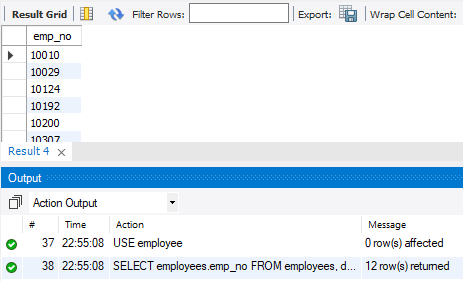 Result Grid Filter Rows: Export: Wrap Cell Content:
emp_no
10010
10029
10124
10192
10200
10307
Result 4 ×
Output
Action Output
# Time Action Message
37 22:55:08 USE employee 0 row(s) affected
38 22:55:08 SELECT employees.emp_no FROM employees, d... 12 row(s) returned